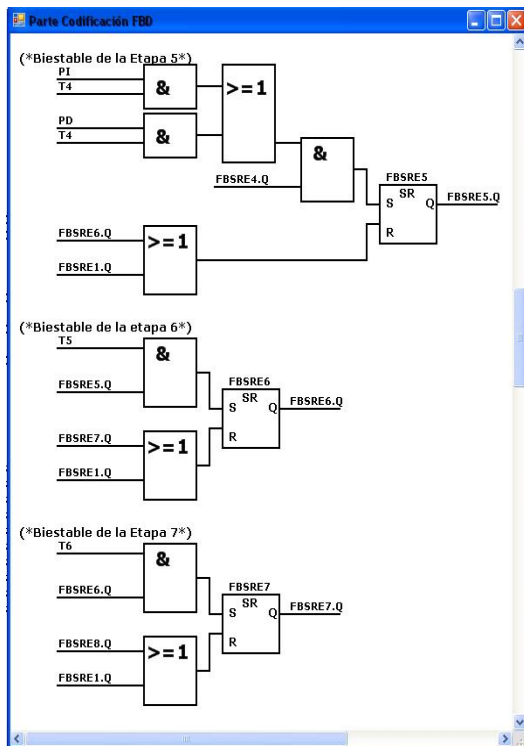 Parte Codificación FBD
(*Biestable de la Etapa 5*)
PI
T4
&
>=1
PD
T4
&
&
FBSRE4.Q
FBSRE5
SR
S
Q
R
FBSRE5.Q
FBSRE6.Q
>=1
FBSRE1.Q
(*Biestable de la etapa 6*)
T5
&
FBSRE5.Q
FBSRE6
SR
S
Q
R
FBSRE6.Q
FBSRE7.Q
>=1
FBSRE1.Q
(*Biestable de la Etapa 7*)
T6
&
FBSRE6.Q
FBSRE7
SR
S
Q
R
FBSRE7.Q
FBSRE8.Q
>=1
FBSRE1.Q